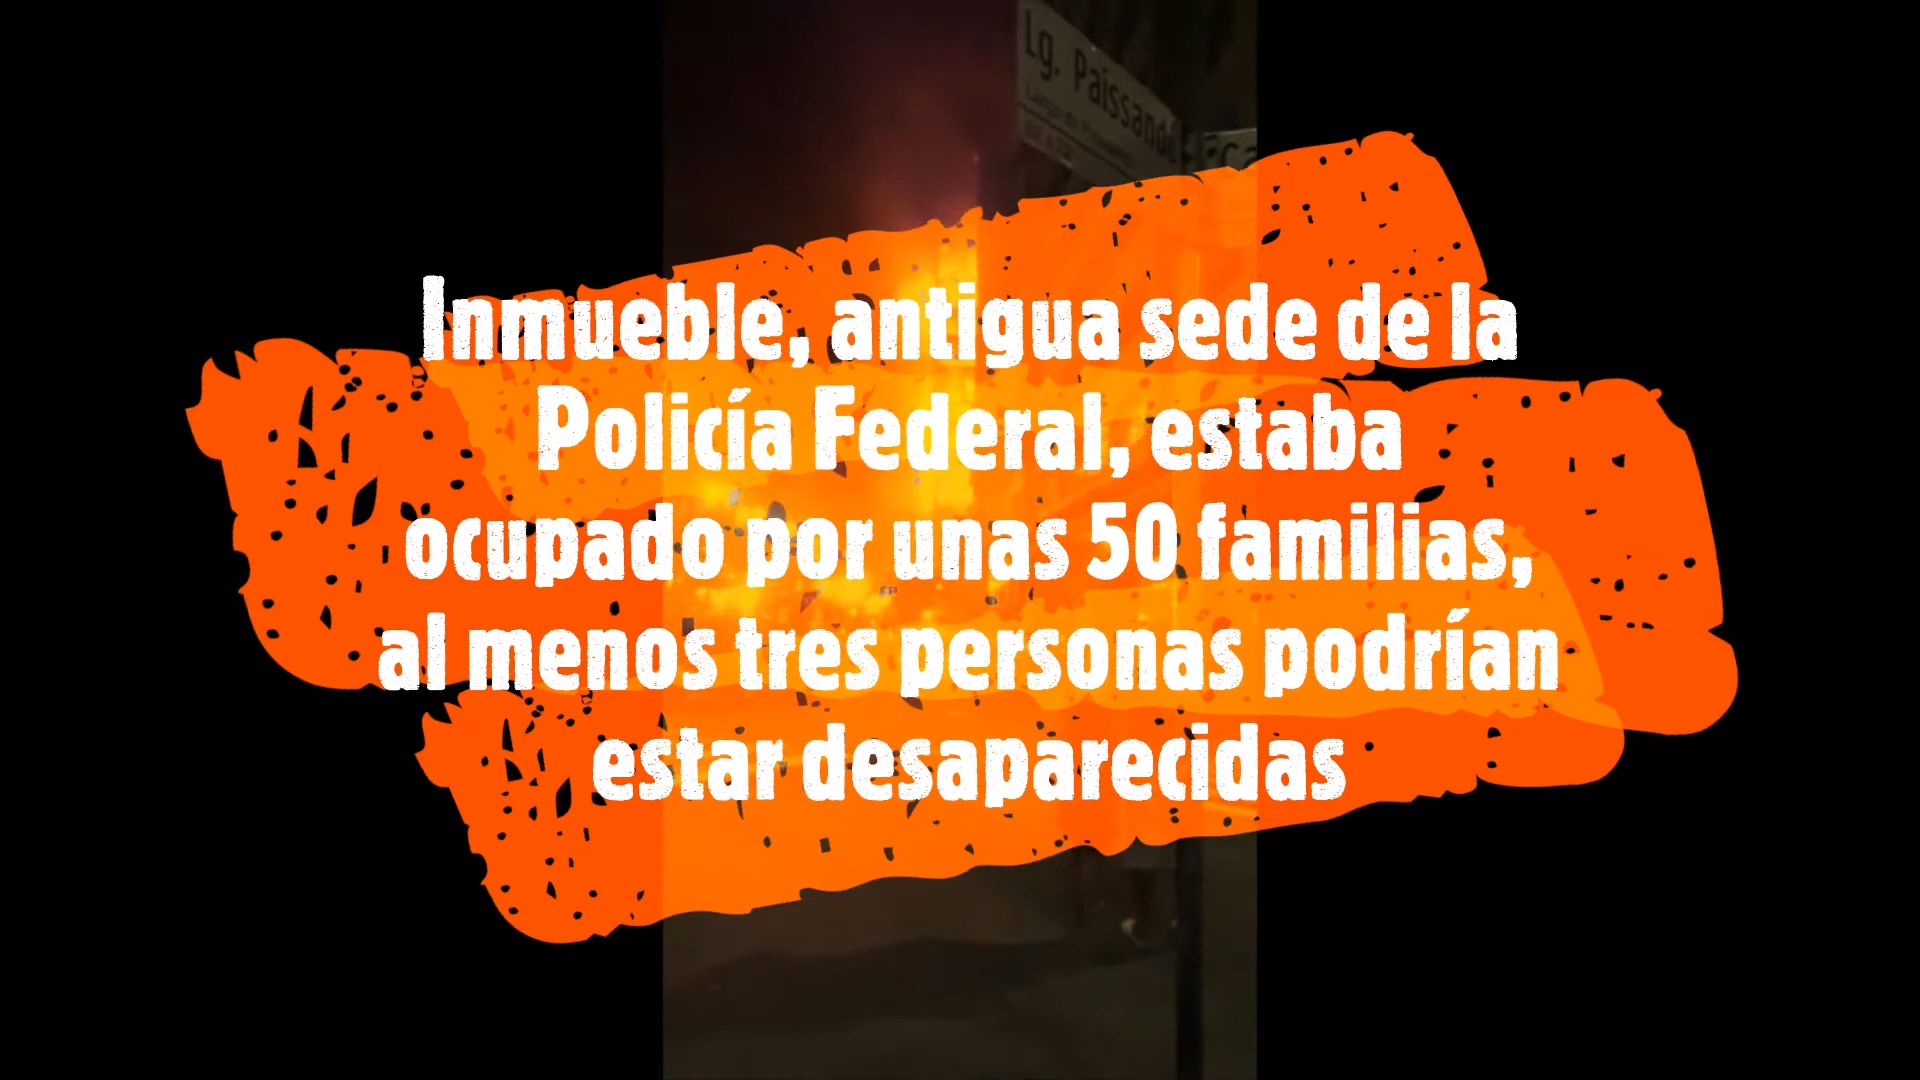 Lg. Paissandú
Inmueble, antigua sede de la
Policía Federal, estaba
ocupado por unas 50 familias,
al menos tres personas podrían
estar desaparecidas